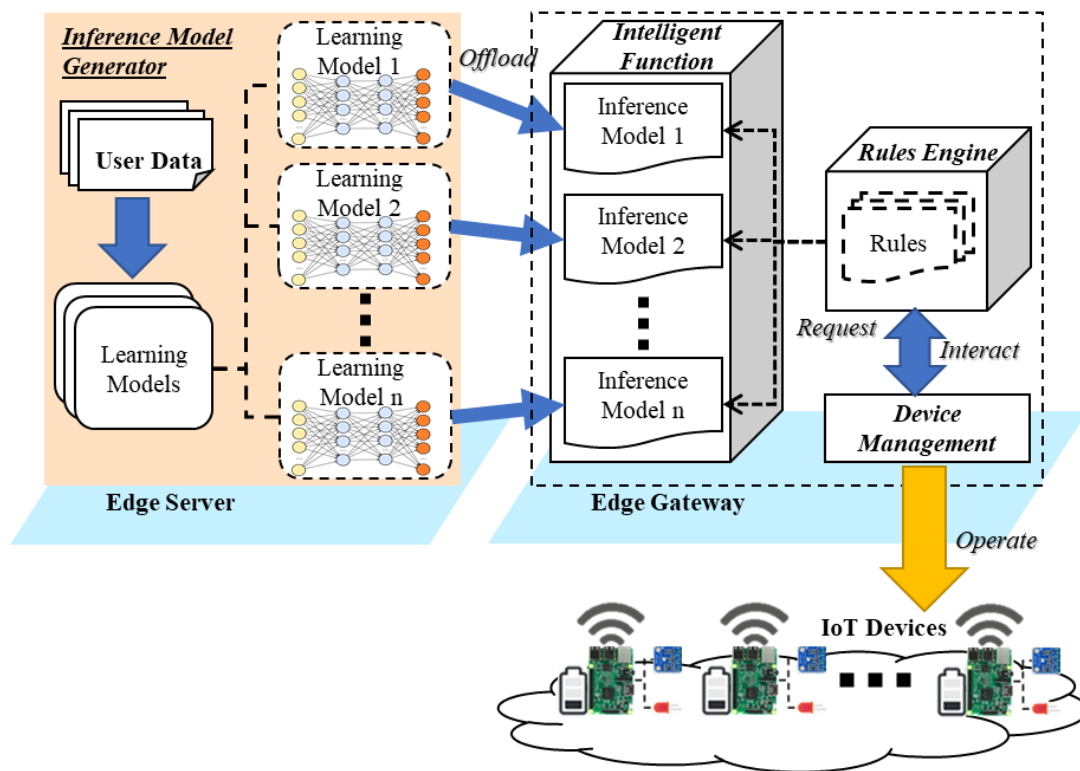 Inference Model
Generator
User Data
Learning
Models
Learning
Model 1
Learning
Model 2
Learning
Model n
Edge Server
Offload
Intelligent
Function
Inference
Model 1
Inference
Model 2
Inference
Model n
Rules Engine
Rules
Request
Interact
Device
Management
Edge Gateway
Operate
IoT Devices